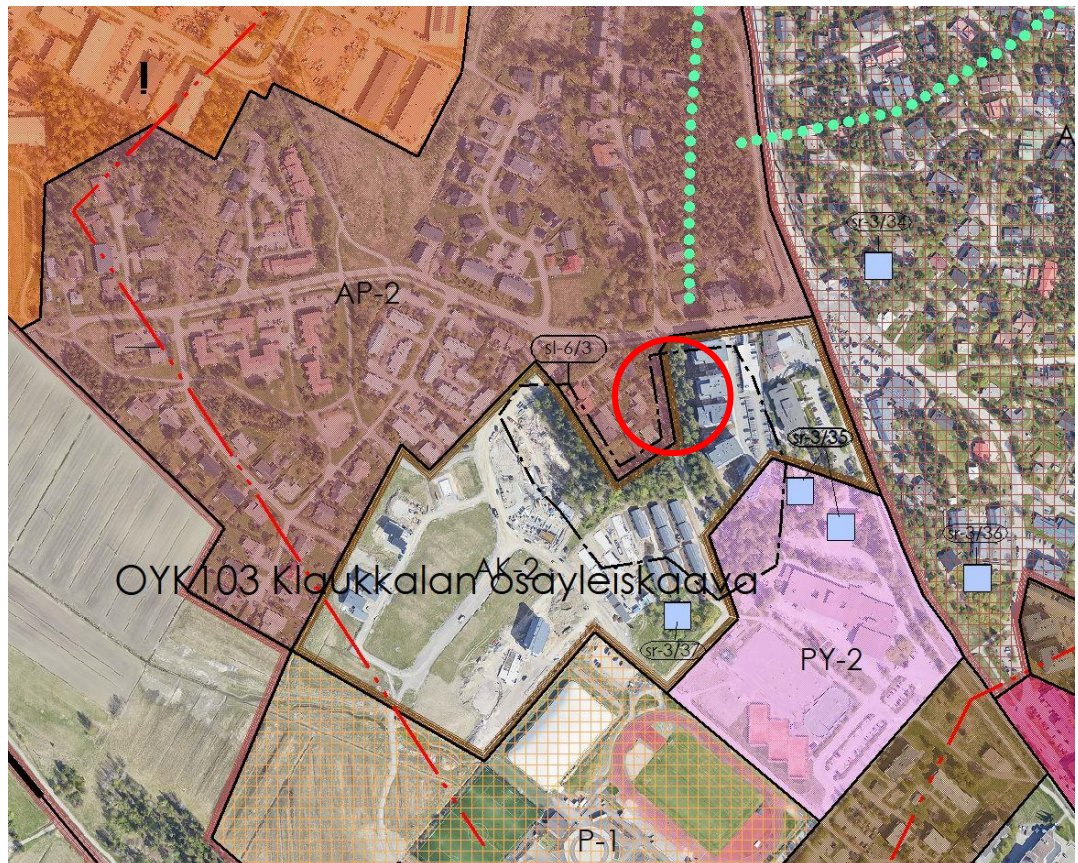 !
A
sr-3/34
AP-2
sl-6/3
sr-3/35
sr-3/36
AK-2
OYK103 Klaukkalan osayleiskaava
sr-3/37
PY-2
P-1